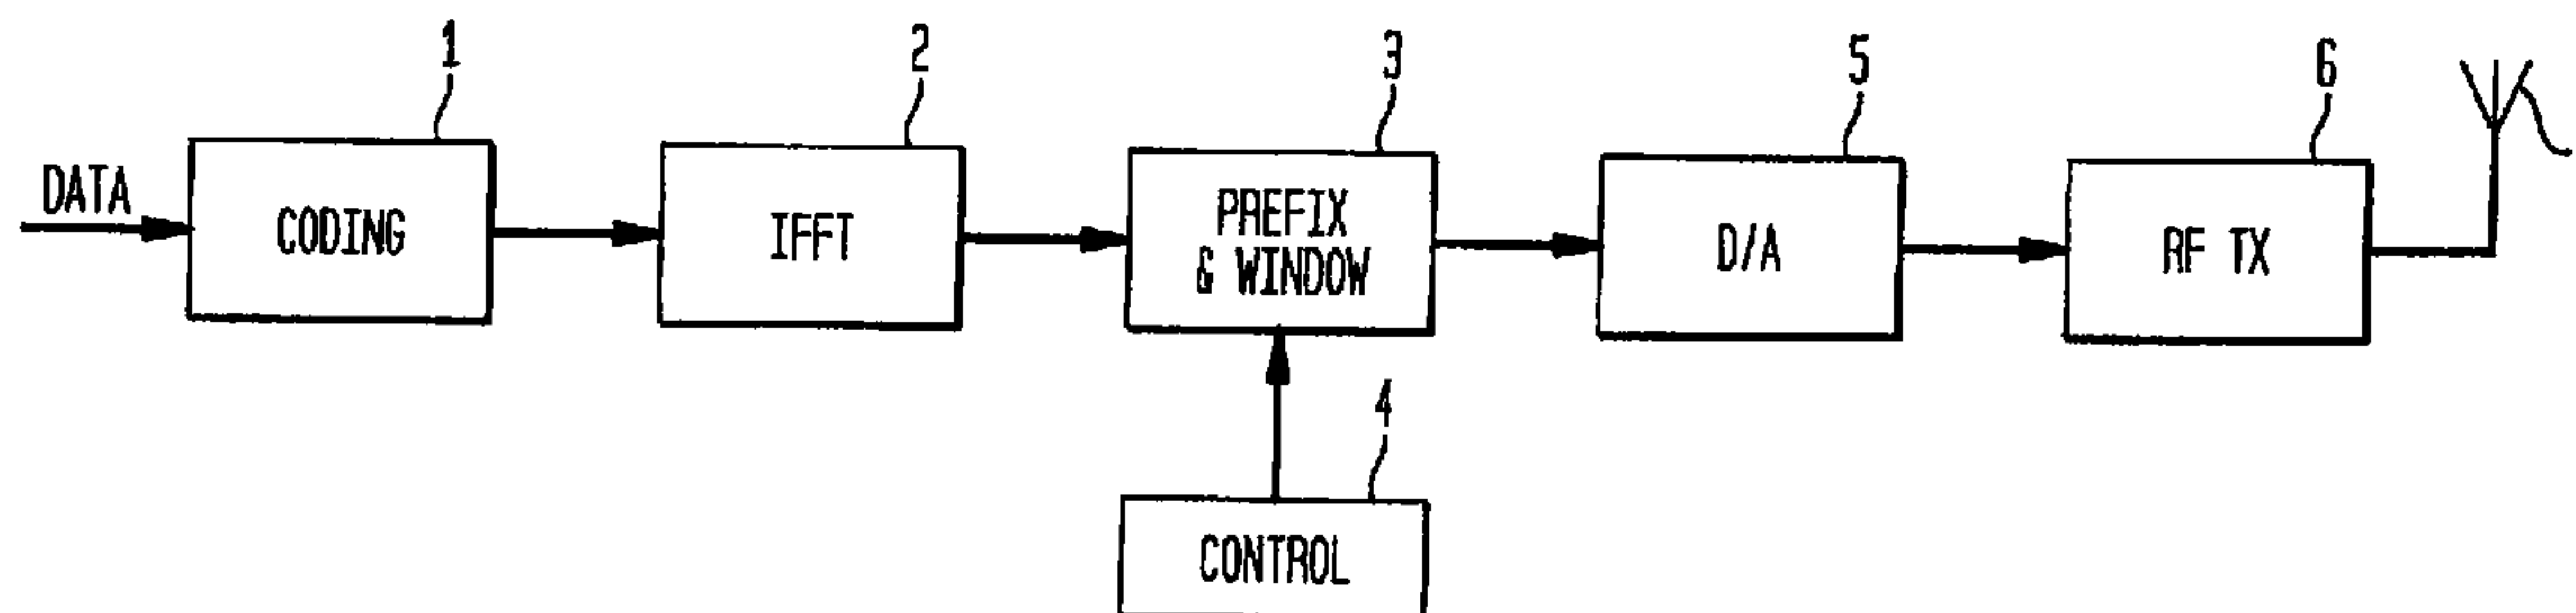 1
2
3
5
6
DATA
CODING
IFFT
PREFIX
& WINDOW
D/A
RF TX
4
CONTROL